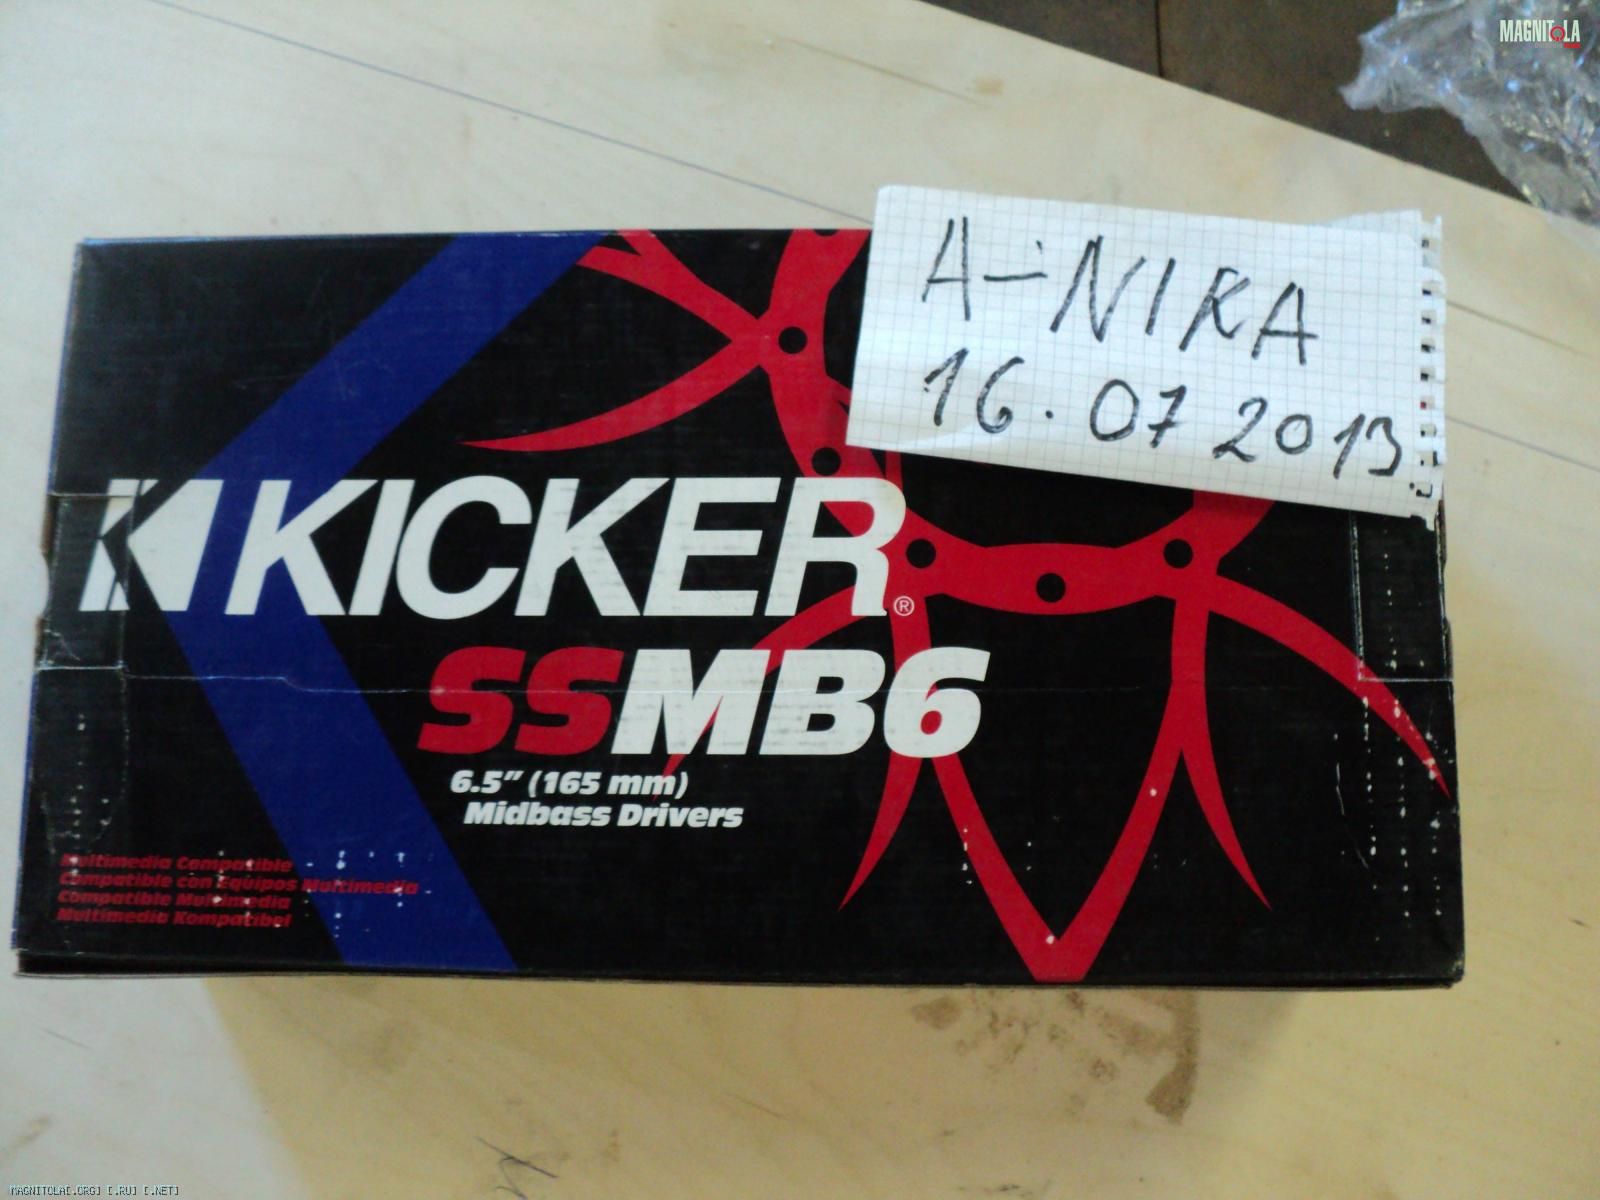 MAGNITOLA
A-NIKA
16.07 2013
KICKER®
SSMB6
6.5" (165 mm)
Midbass Drivers
Multimedia Compatible
Compatible con Equipos Multimedia
Compatible Multimedia
Multimedia Kompatibel
MAGNITOLA[.ORG] [.RU] [.NET]